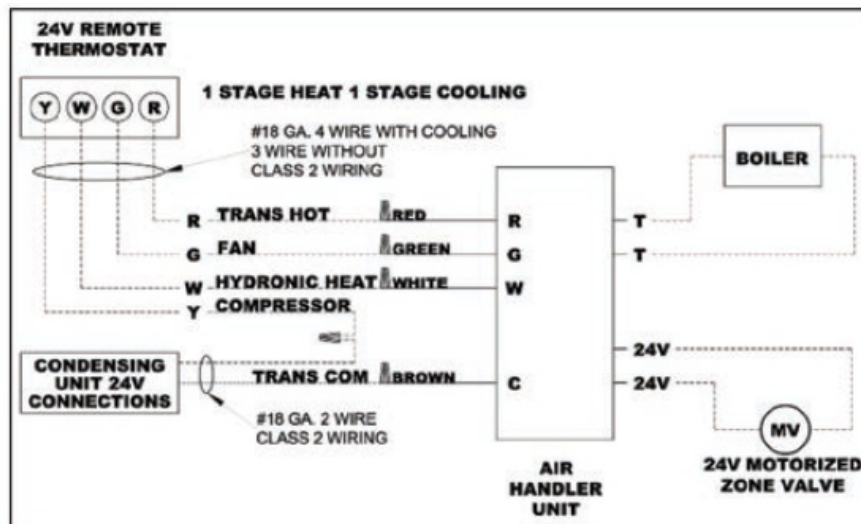 24V REMOTE
THERMOSTAT
Y W G R
1 STAGE HEAT 1 STAGE COOLING
#18 GA. 4 WIRE WITH COOLING
3 WIRE WITHOUT
CLASS 2 WIRING
BOILER
R TRANS HOT RED R T
G FAN GREEN G T
W HYDRONIC HEAT WHITE W
Y COMPRESSOR
24V
CONDENSING
UNIT 24V
CONNECTIONS
TRANS COM BROWN C 24V
#18 GA. 2 WIRE
CLASS 2 WIRING
MV
AIR
HANDLER
UNIT
24V MOTORIZED
ZONE VALVE